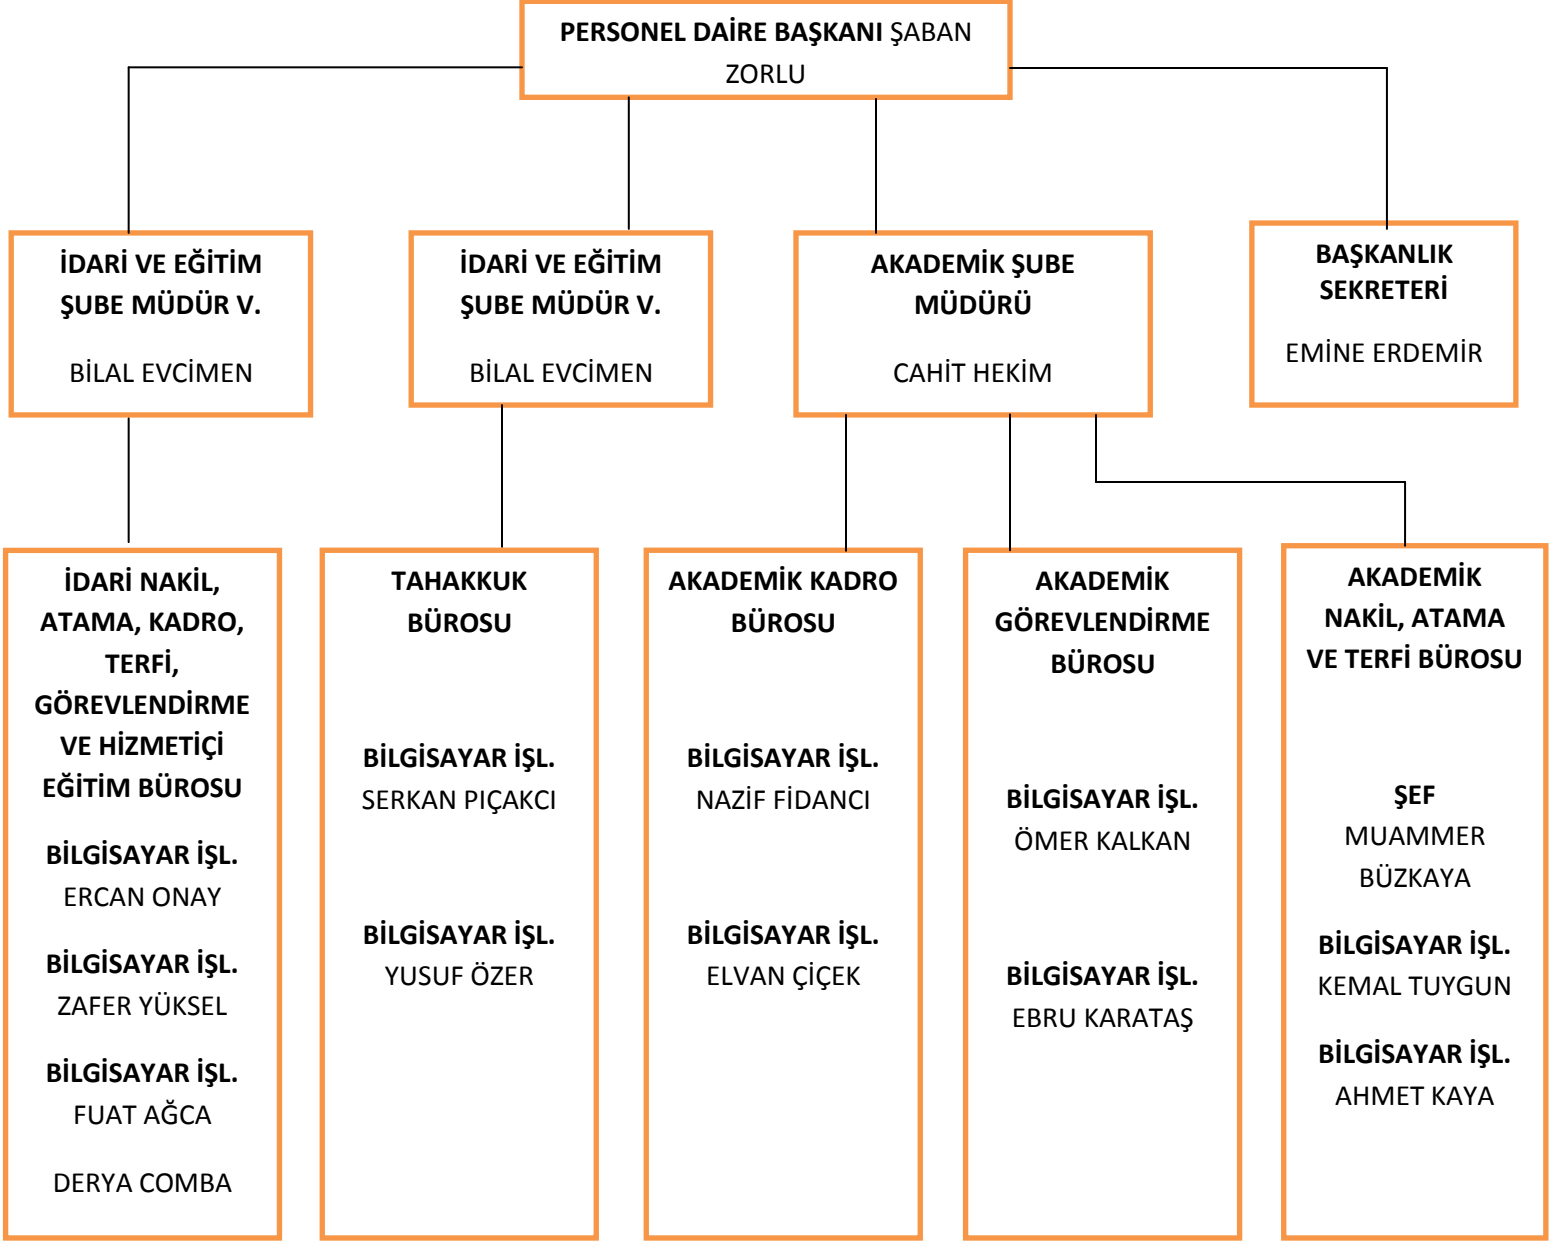 PERSONEL DAİRE BAŞKANI ŞABAN
ZORLU
İDARİ VE EĞİTİM
ŞUBE MÜDÜR V.
BİLAL EVCİMEN
İDARİ VE EĞİTİM
ŞUBE MÜDÜR V.
BİLAL EVCİMEN
AKADEMİK ŞUBE
MÜDÜRÜ
CAHİT HEKİM
BAŞKANLIK
SEKRETERİ
EMİNE ERDEMİR
İDARİ NAKİL,
ATAMA, KADRO,
TERFİ,
GÖREVLENDİRME
VE HİZMETİÇİ
EĞİTİM BÜROSU
BİLGİSAYAR İŞL.
ERCAN ONAY
BİLGİSAYAR İŞL.
ZAFER YÜKSEL
BİLGİSAYAR İŞL.
FUAT AĞCA
DERYA COMBA
TAHAKKUK
BÜROSU
BİLGİSAYAR İŞL.
SERKAN PIÇAKCI
BİLGİSAYAR İŞL.
YUSUF ÖZER
AKADEMİK KADRO
BÜROSU
BİLGİSAYAR İŞL.
NAZİF FİDANCI
BİLGİSAYAR İŞL.
ELVAN ÇİÇEK
AKADEMİK
GÖREVLENDİRME
BÜROSU
BİLGİSAYAR İŞL.
ÖMER KALKAN
BİLGİSAYAR İŞL.
EBRU KARATAŞ
AKADEMİK
NAKİL, ATAMA
VE TERFİ BÜROSU
ŞEF
MUAMMER
BÜZKAYA
BİLGİSAYAR İŞL.
KEMAL TUYGUN
BİLGİSAYAR İŞL.
AHMET KAYA